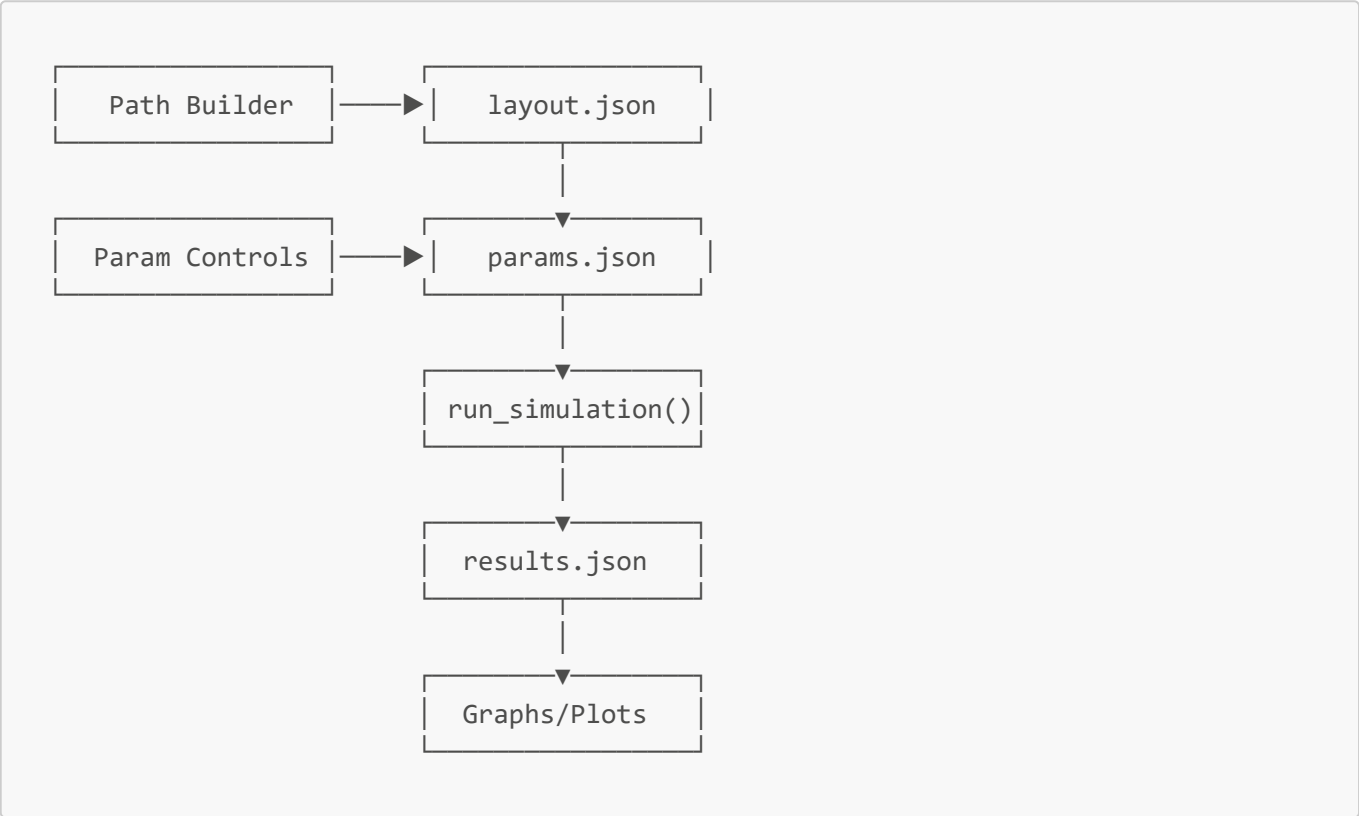 Path Builder layout.json
Param Controls params.json
run_simulation()
results.json
Graphs/Plots